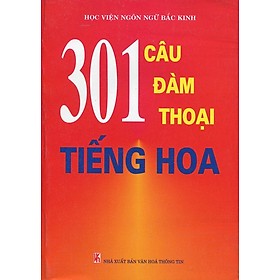 HỌC VIỆN NGÔN NGỮ BẮC KINH
301 CÂU
ĐÀM
THOẠI
TIẾNG HOA
NHÀ XUẤT BẢN VĂN HOÁ THÔNG TIN